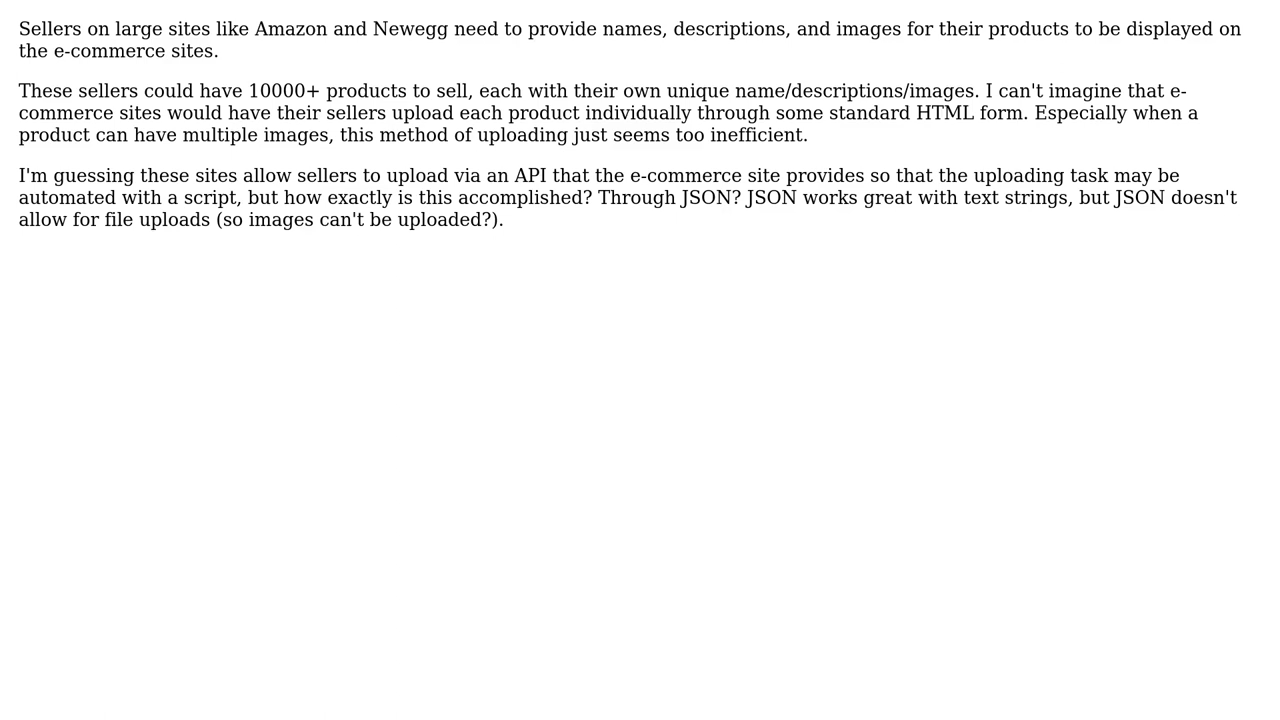 Sellers on large sites like Amazon and Newegg need to provide names, descriptions, and images for their products to be displayed on
the e-commerce sites.
These sellers could have 10000+ products to sell, each with their own unique name/descriptions/images. I can't imagine that e-
commerce sites would have their sellers upload each product individually through some standard HTML form. Especially when a
product can have multiple images, this method of uploading just seems too inefficient.
I'm guessing these sites allow sellers to upload via an API that the e-commerce site provides so that the uploading task may be
automated with a script, but how exactly is this accomplished? Through JSON? JSON works great with text strings, but JSON doesn't
allow for file uploads (so images can't be uploaded?).